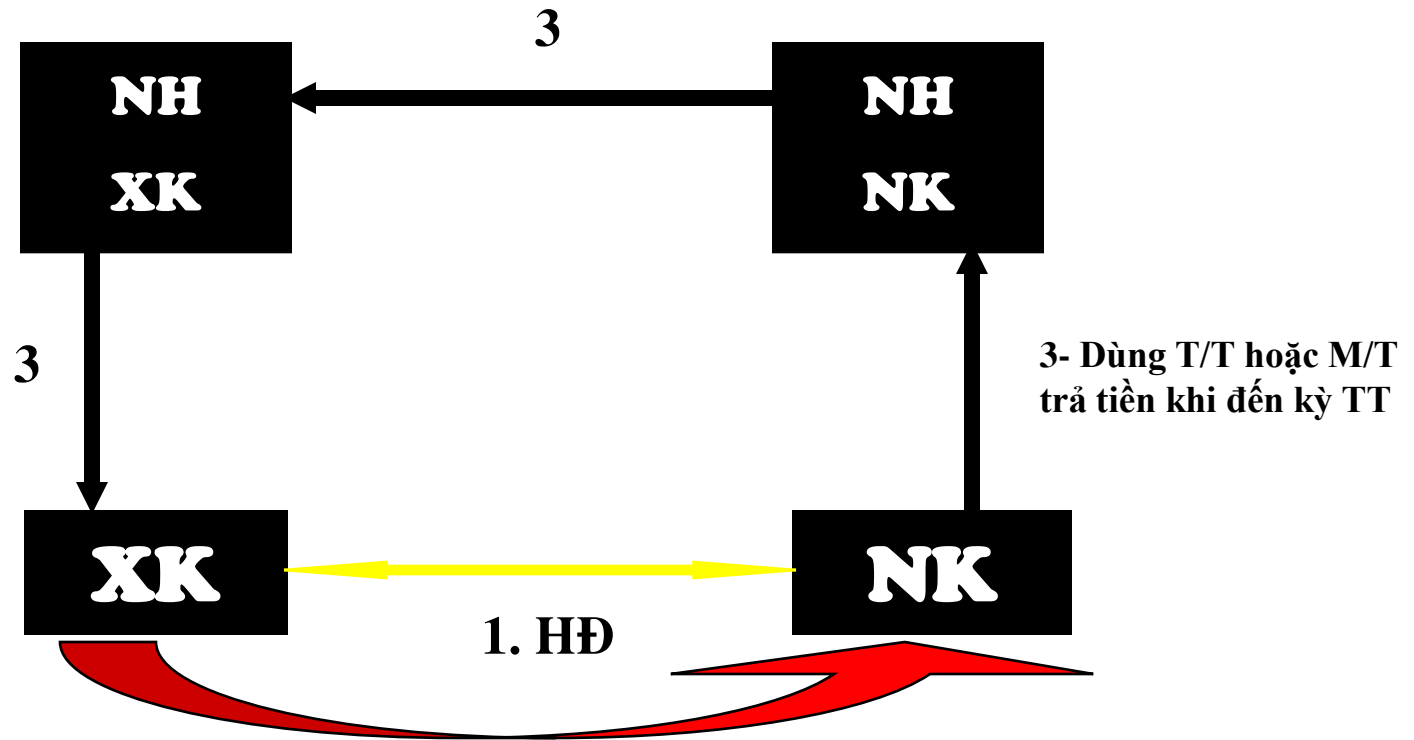 3
NH
XK
NH
NK
3
3- Dùng T/T hoặc M/T
trả tiền khi đến kỳ TT
XK
NK
1. HĐ